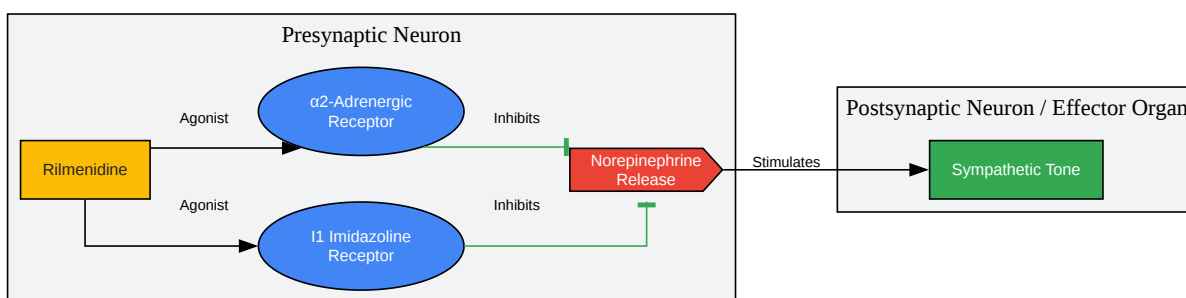 Presynaptic Neuron
α2-Adrenergic
Receptor
Agonist
Inhibits
Rilmenidine
Norepinephrine
Release
Stimulates
Postsynaptic Neuron / Effector Organ
Sympathetic Tone
Agonist
Inhibits
I1 Imidazoline
Receptor